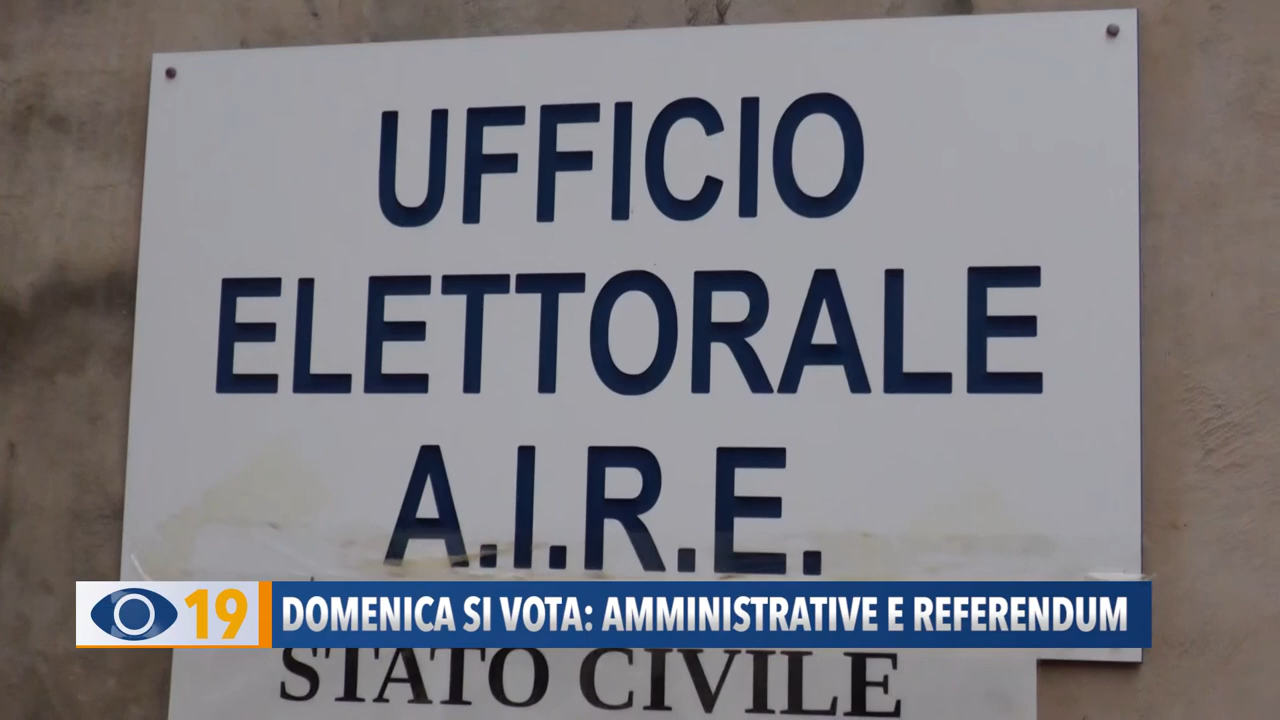 UFFICIO
ELETTORALE
A.I.R.E.
19 DOMENICA SI VOTA: AMMINISTRATIVE E REFERENDUM
STATO CIVILE